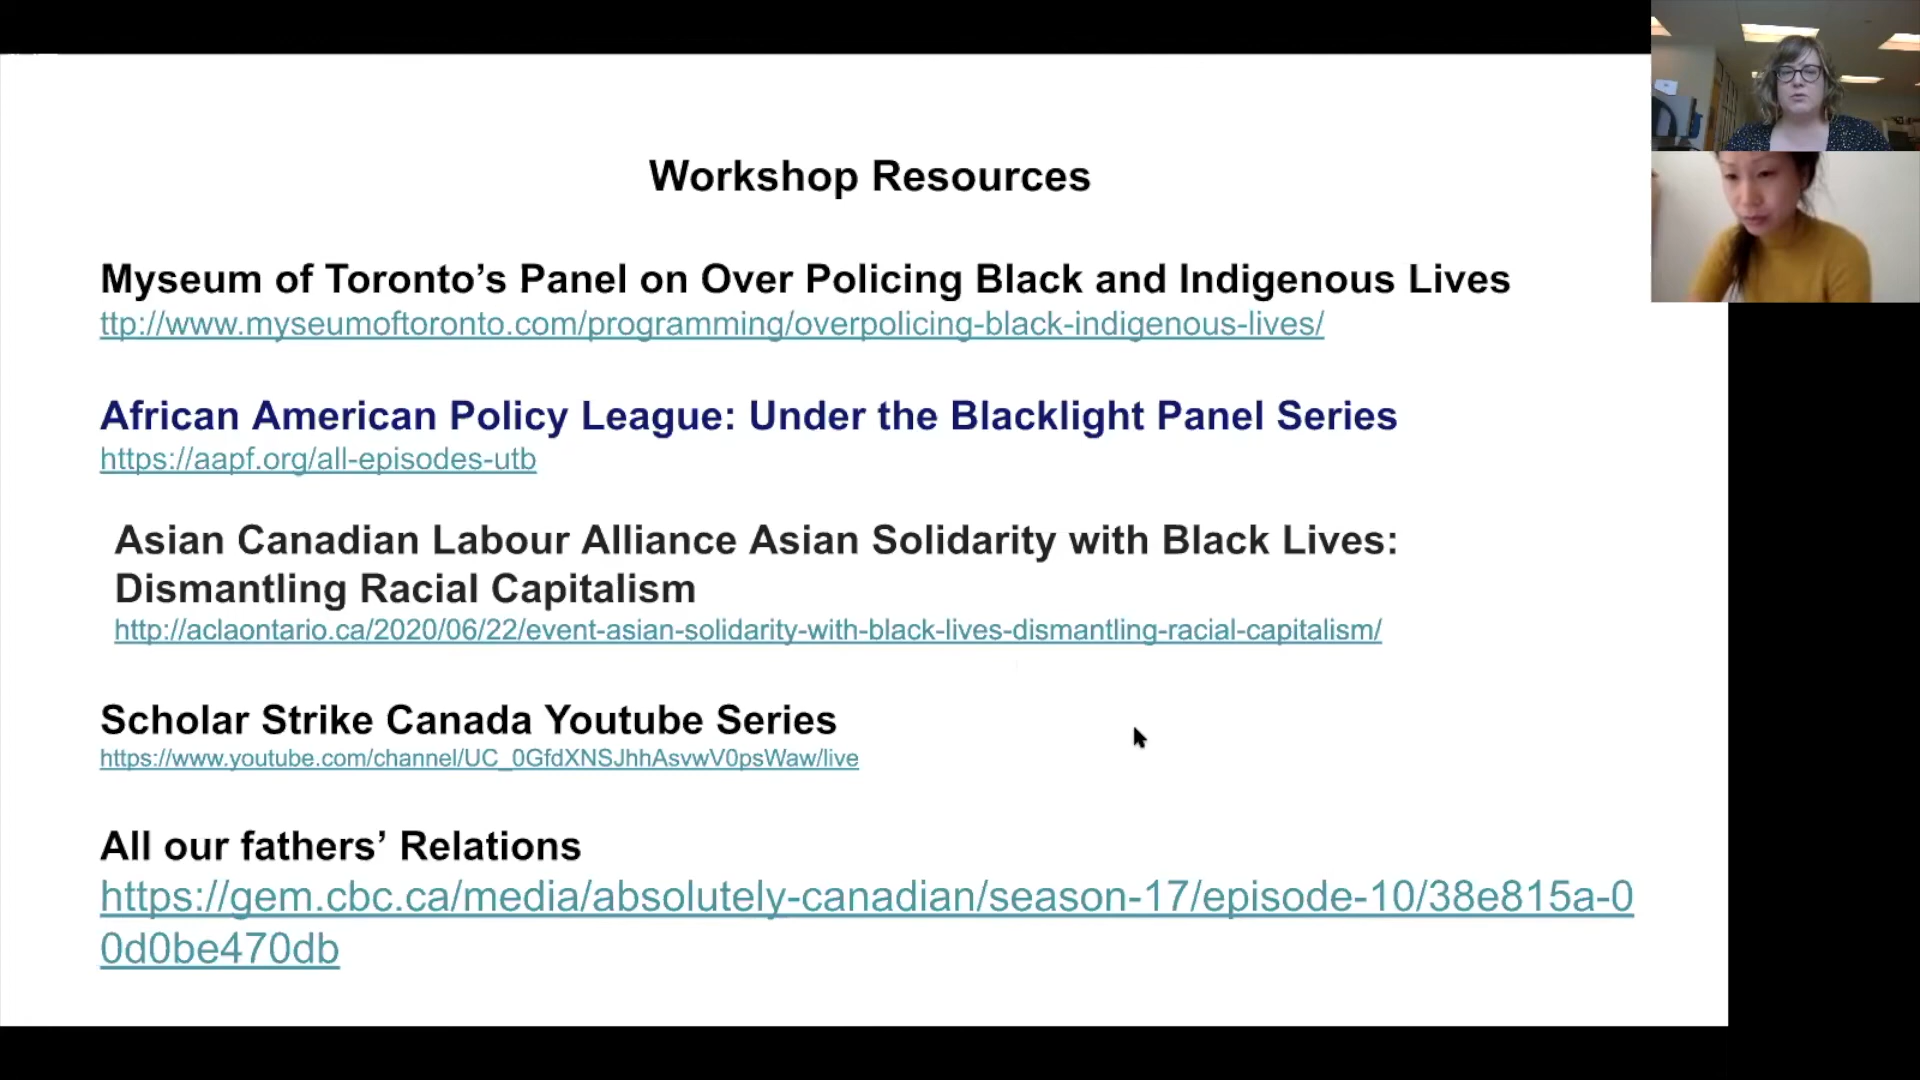 Workshop Resources
Myseum of Toronto’s Panel on Over Policing Black and Indigenous Lives
ttp://www.myseumoftoronto.com/programming/overpolicing-black-indigenous-lives/
African American Policy League: Under the Blacklight Panel Series
https://aapf.org/all-episodes-utb
Asian Canadian Labour Alliance Asian Solidarity with Black Lives:
Dismantling Racial Capitalism
http://aclaontario.ca/2020/06/22/event-asian-solidarity-with-black-lives-dismantling-racial-capitalism/
Scholar Strike Canada Youtube Series
https://www.youtube.com/channel/UC_0GfdXNSJhhAsvwV0psWaw/live
All our fathers’ Relations
https://gem.cbc.ca/media/absolutely-canadian/season-17/episode-10/38e815a-0
0d0be470db